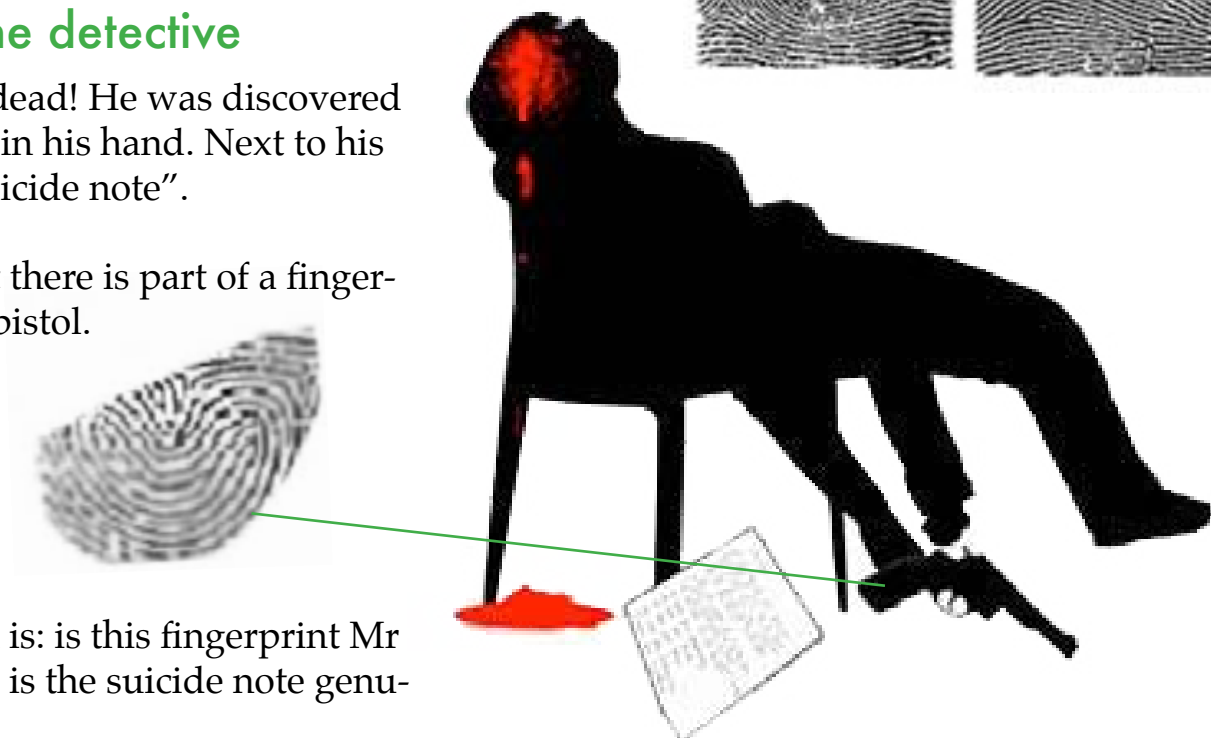 ne detective
dead! He was discovered
in his hand. Next to his
icide note”.
there is part of a finger-
pistol.
is: is this fingerprint Mr
is the suicide note genu-